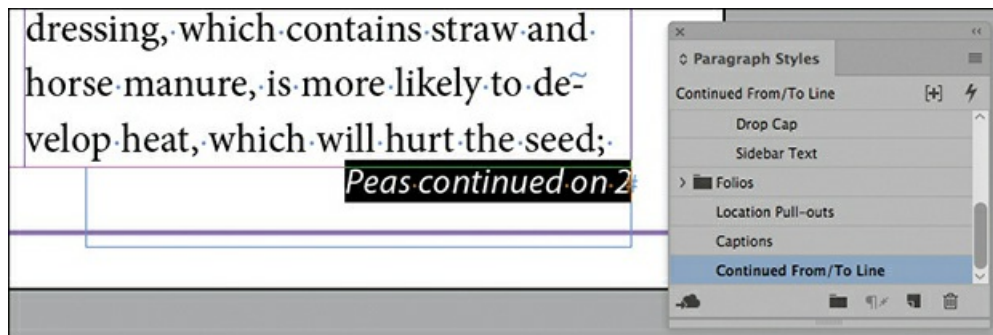 dressing, which contains straw and
horse manure, is more likely to de-
velop heat, which will hurt the seed;
Peas continued on 2
Paragraph Styles
Continued From/To Line
Drop Cap
Sidebar Text
Folios
Location Pull-outs
Captions
Continued From/To Line